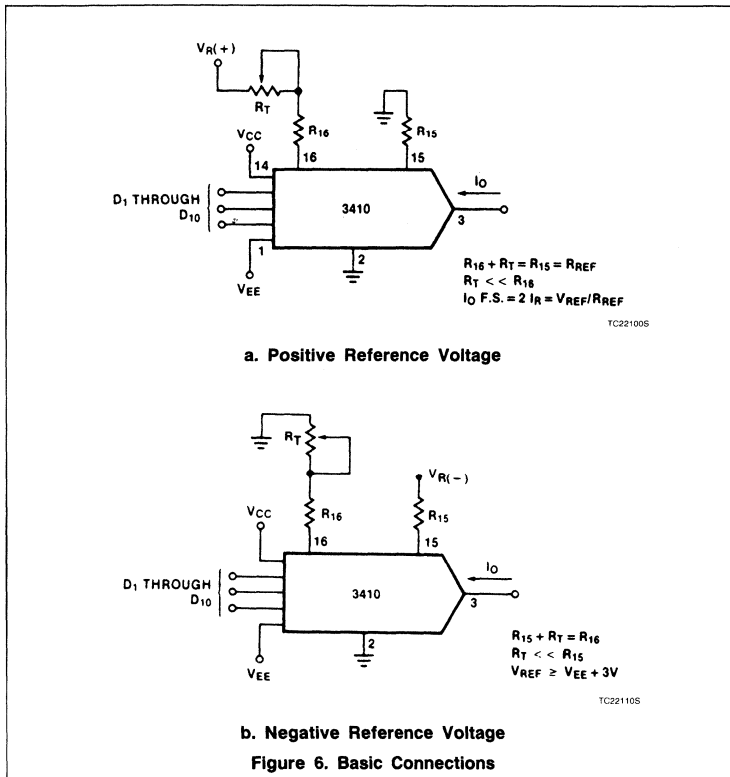 VR(+)
RT
VCC
R16
R15
14
16
15
IO
D1 THROUGH
D10
3410
3
1
2
VEE
R16 + RT = R15 = RREF
RT << R16
IO F.S. = 2 IR = VREF/RREF
TC22100S
a. Positive Reference Voltage
RT
VR(−)
VCC
R16
R15
16
15
IO
D1 THROUGH
D10
3410
3
2
VEE
R15 + RT = R16
RT << R15
VREF ≥ VEE + 3V
TC22110S
b. Negative Reference Voltage
Figure 6. Basic Connections